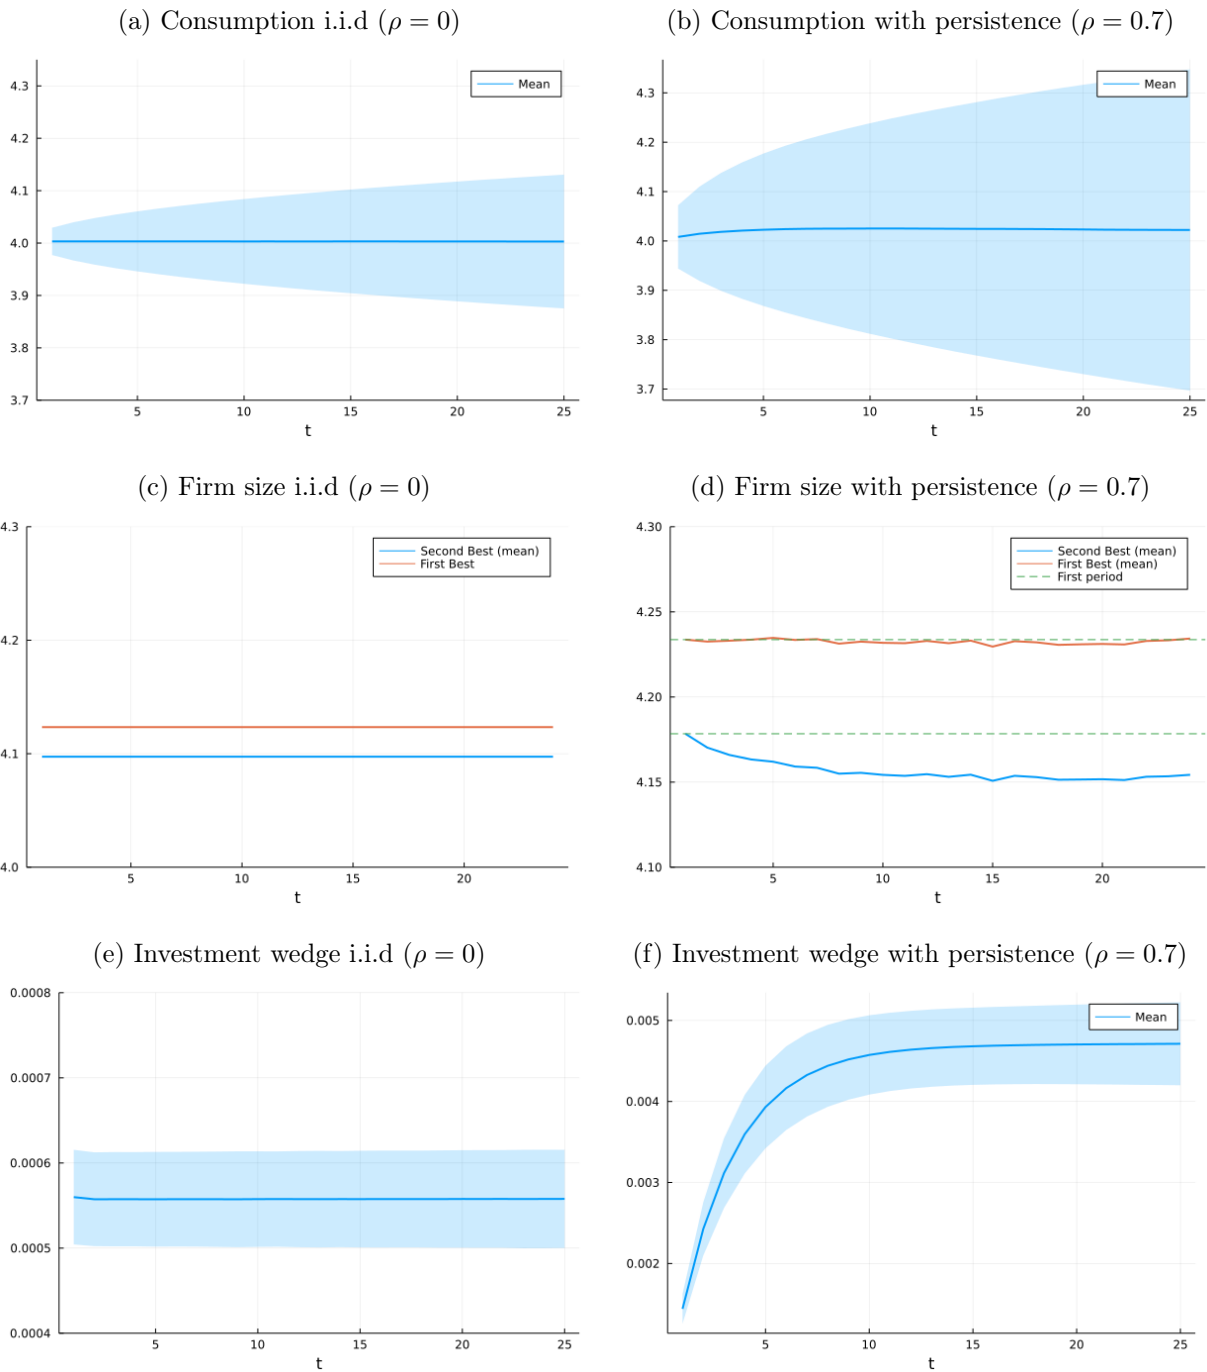 (a) Consumption i.i.d (ρ = 0)
4.3
4.2
4.1
4.0
3.9
3.8
3.7
Mean
5 10 15 20 25
t
(b) Consumption with persistence (ρ = 0.7)
4.3
4.2
4.1
4.0
3.9
3.8
3.7
Mean
5 10 15 20 25
t
(c) Firm size i.i.d (ρ = 0)
4.3
4.2
4.1
4.0
Second Best (mean)
First Best
5 10 15 20
t
(d) Firm size with persistence (ρ = 0.7)
4.30
4.25
4.20
4.15
4.10
Second Best (mean)
First Best (mean)
First period
5 10 15 20
t
(e) Investment wedge i.i.d (ρ = 0)
0.0008
0.0007
0.0006
0.0005
0.0004
5 10 15 20 25
t
(f) Investment wedge with persistence (ρ = 0.7)
0.005
0.004
0.003
0.002
Mean
5 10 15 20 25
t